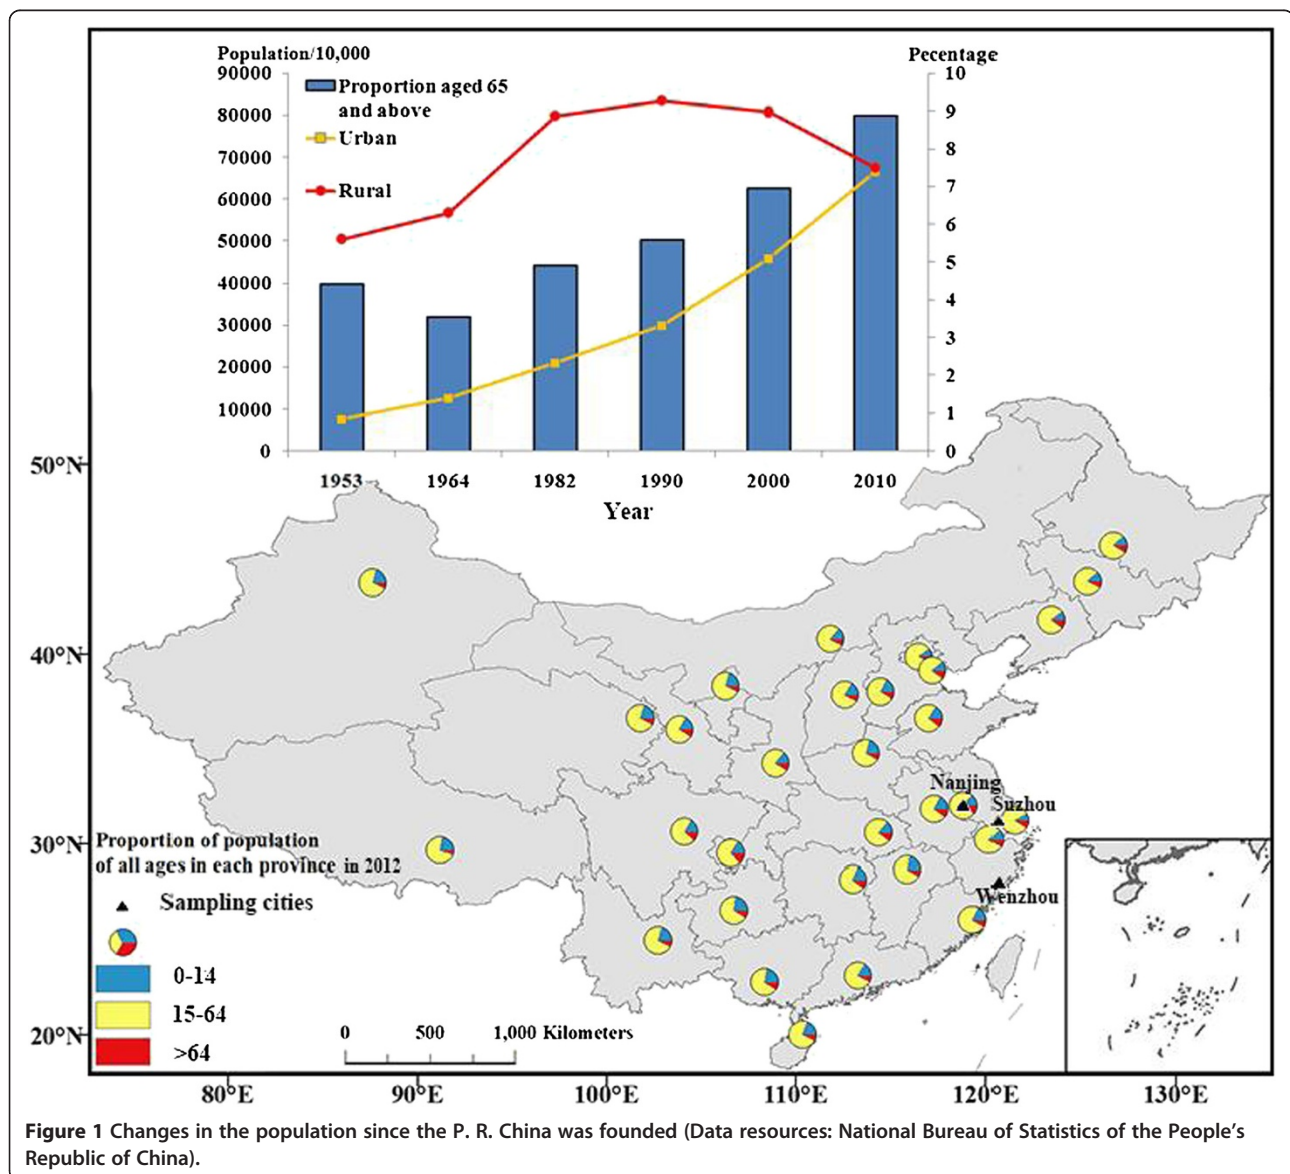 Population/10,000
Pecentage
90000
80000
70000
60000
50000
40000
30000
20000
10000
0
Proportion aged 65
and above
Urban
Rural
10
9
8
7
6
5
4
3
2
1
0
1953 1964 1982 1990 2000 2010
Year
50°N
40°N
30°N
20°N
Nanjing
Suzhou
Wenzhou
Proportion of population
of all ages in each province in 2012
Sampling cities
0-14
15-64
>64
0 500 1,000 Kilometers
80°E 90°E 100°E 110°E 120°E 130°E
Figure 1 Changes in the population since the P. R. China was founded (Data resources: National Bureau of Statistics of the People's
Republic of China).